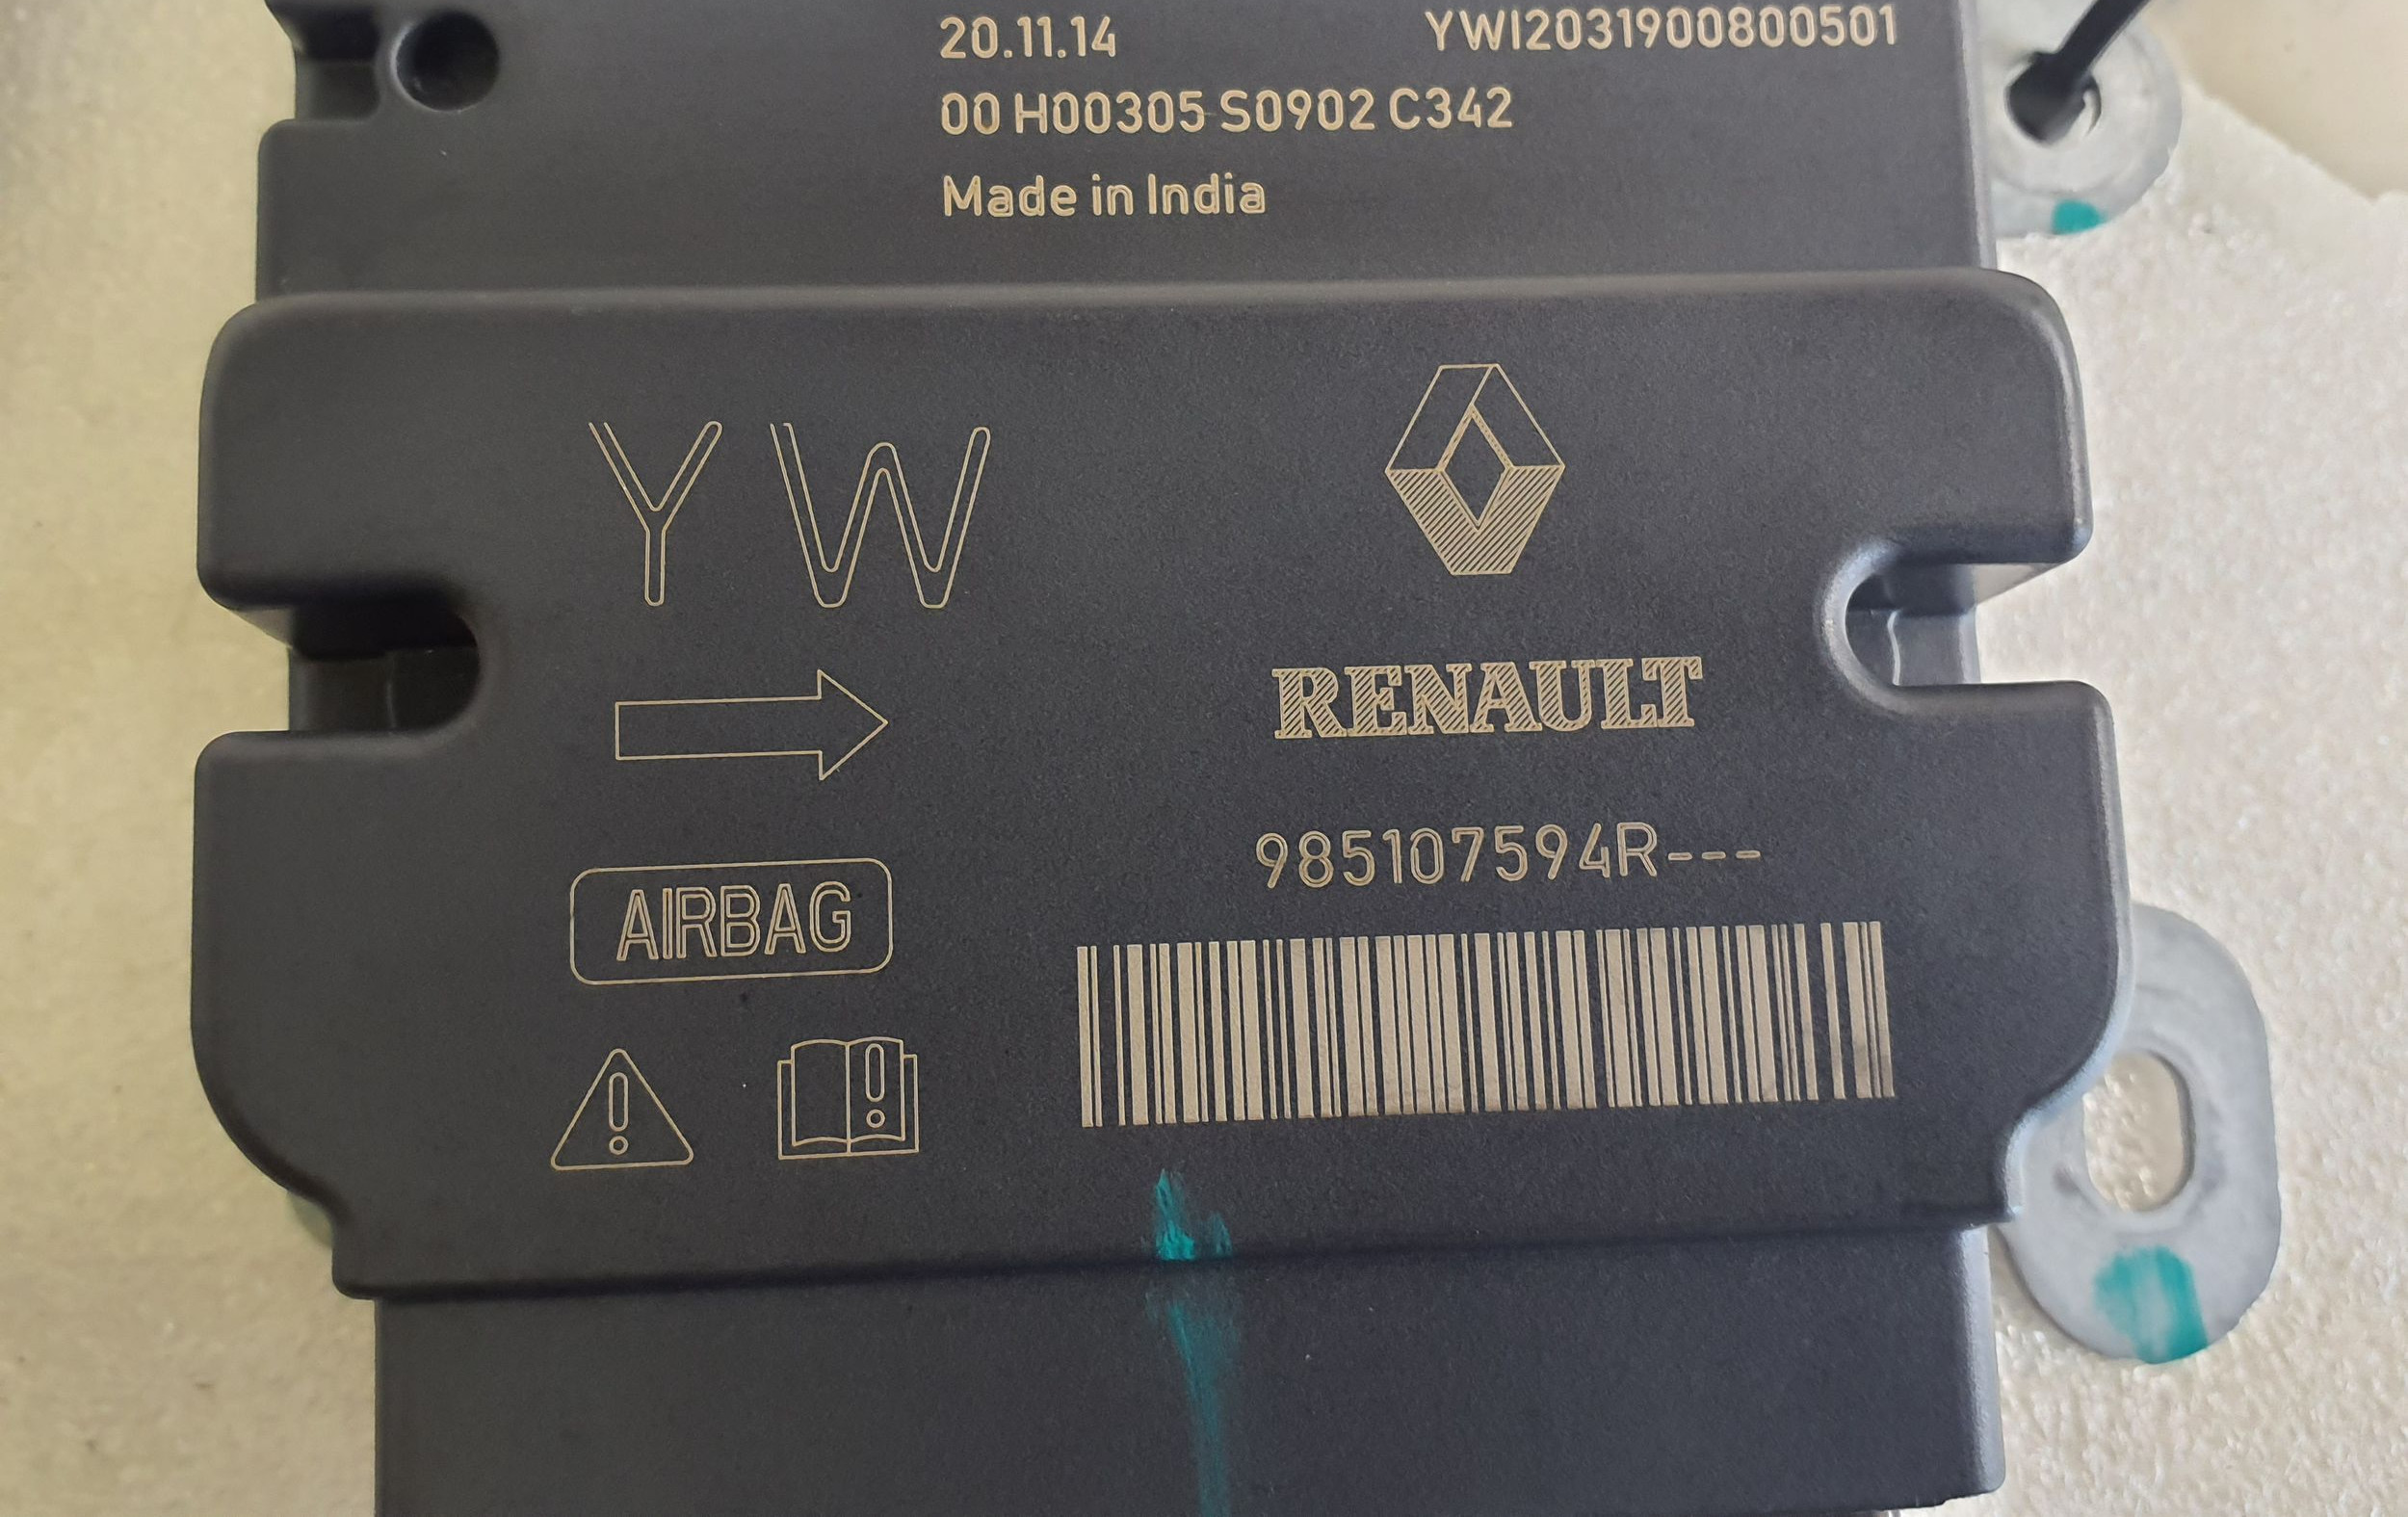 20.11.14 YWI2031900800501
00 H00305 S0902 C342
Made in India
YW
RENAULT
985107594R---
AIRBAG